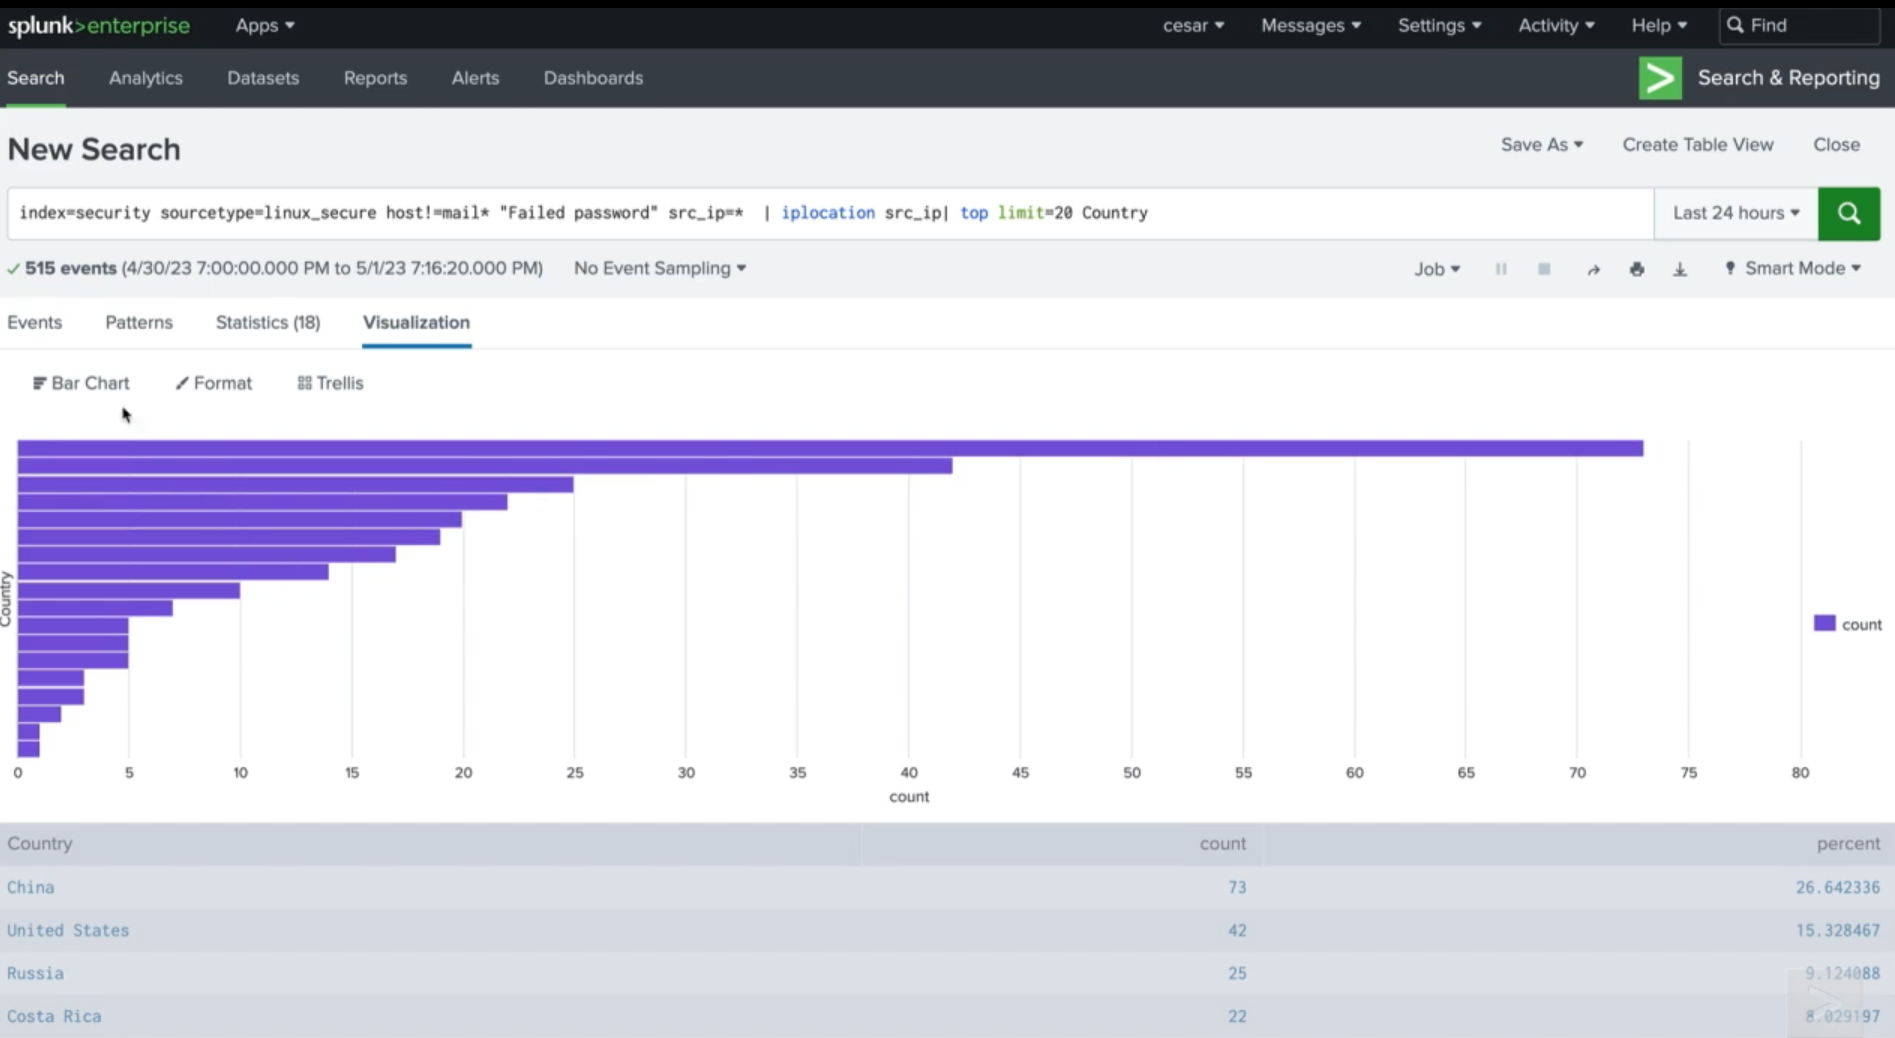 splunk>enterprise Apps cesar Messages Settings Activity Help Find
Search Analytics Datasets Reports Alerts Dashboards Search & Reporting
New Search Save As Create Table View Close
index=security sourcetype=linux_secure host!=mail* "Failed password" src_ip=* | iplocation src_ip| top limit=20 Country Last 24 hours
515 events (4/30/23 7:00:00.000 PM to 5/1/23 7:16:20.000 PM) No Event Sampling Job Smart Mode
Events Patterns Statistics (18) Visualization
Bar Chart Format Trellis
Country
count
0 5 10 15 20 25 30 35 40 45 50 55 60 65 70 75 80
count
Country count percent
China 73 26.642336
United States 42 15.328467
Russia 25 9.124088
Costa Rica 22 8.029197